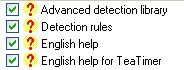 Advanced detection library
Detection rules
English help
English help for TeaTimer